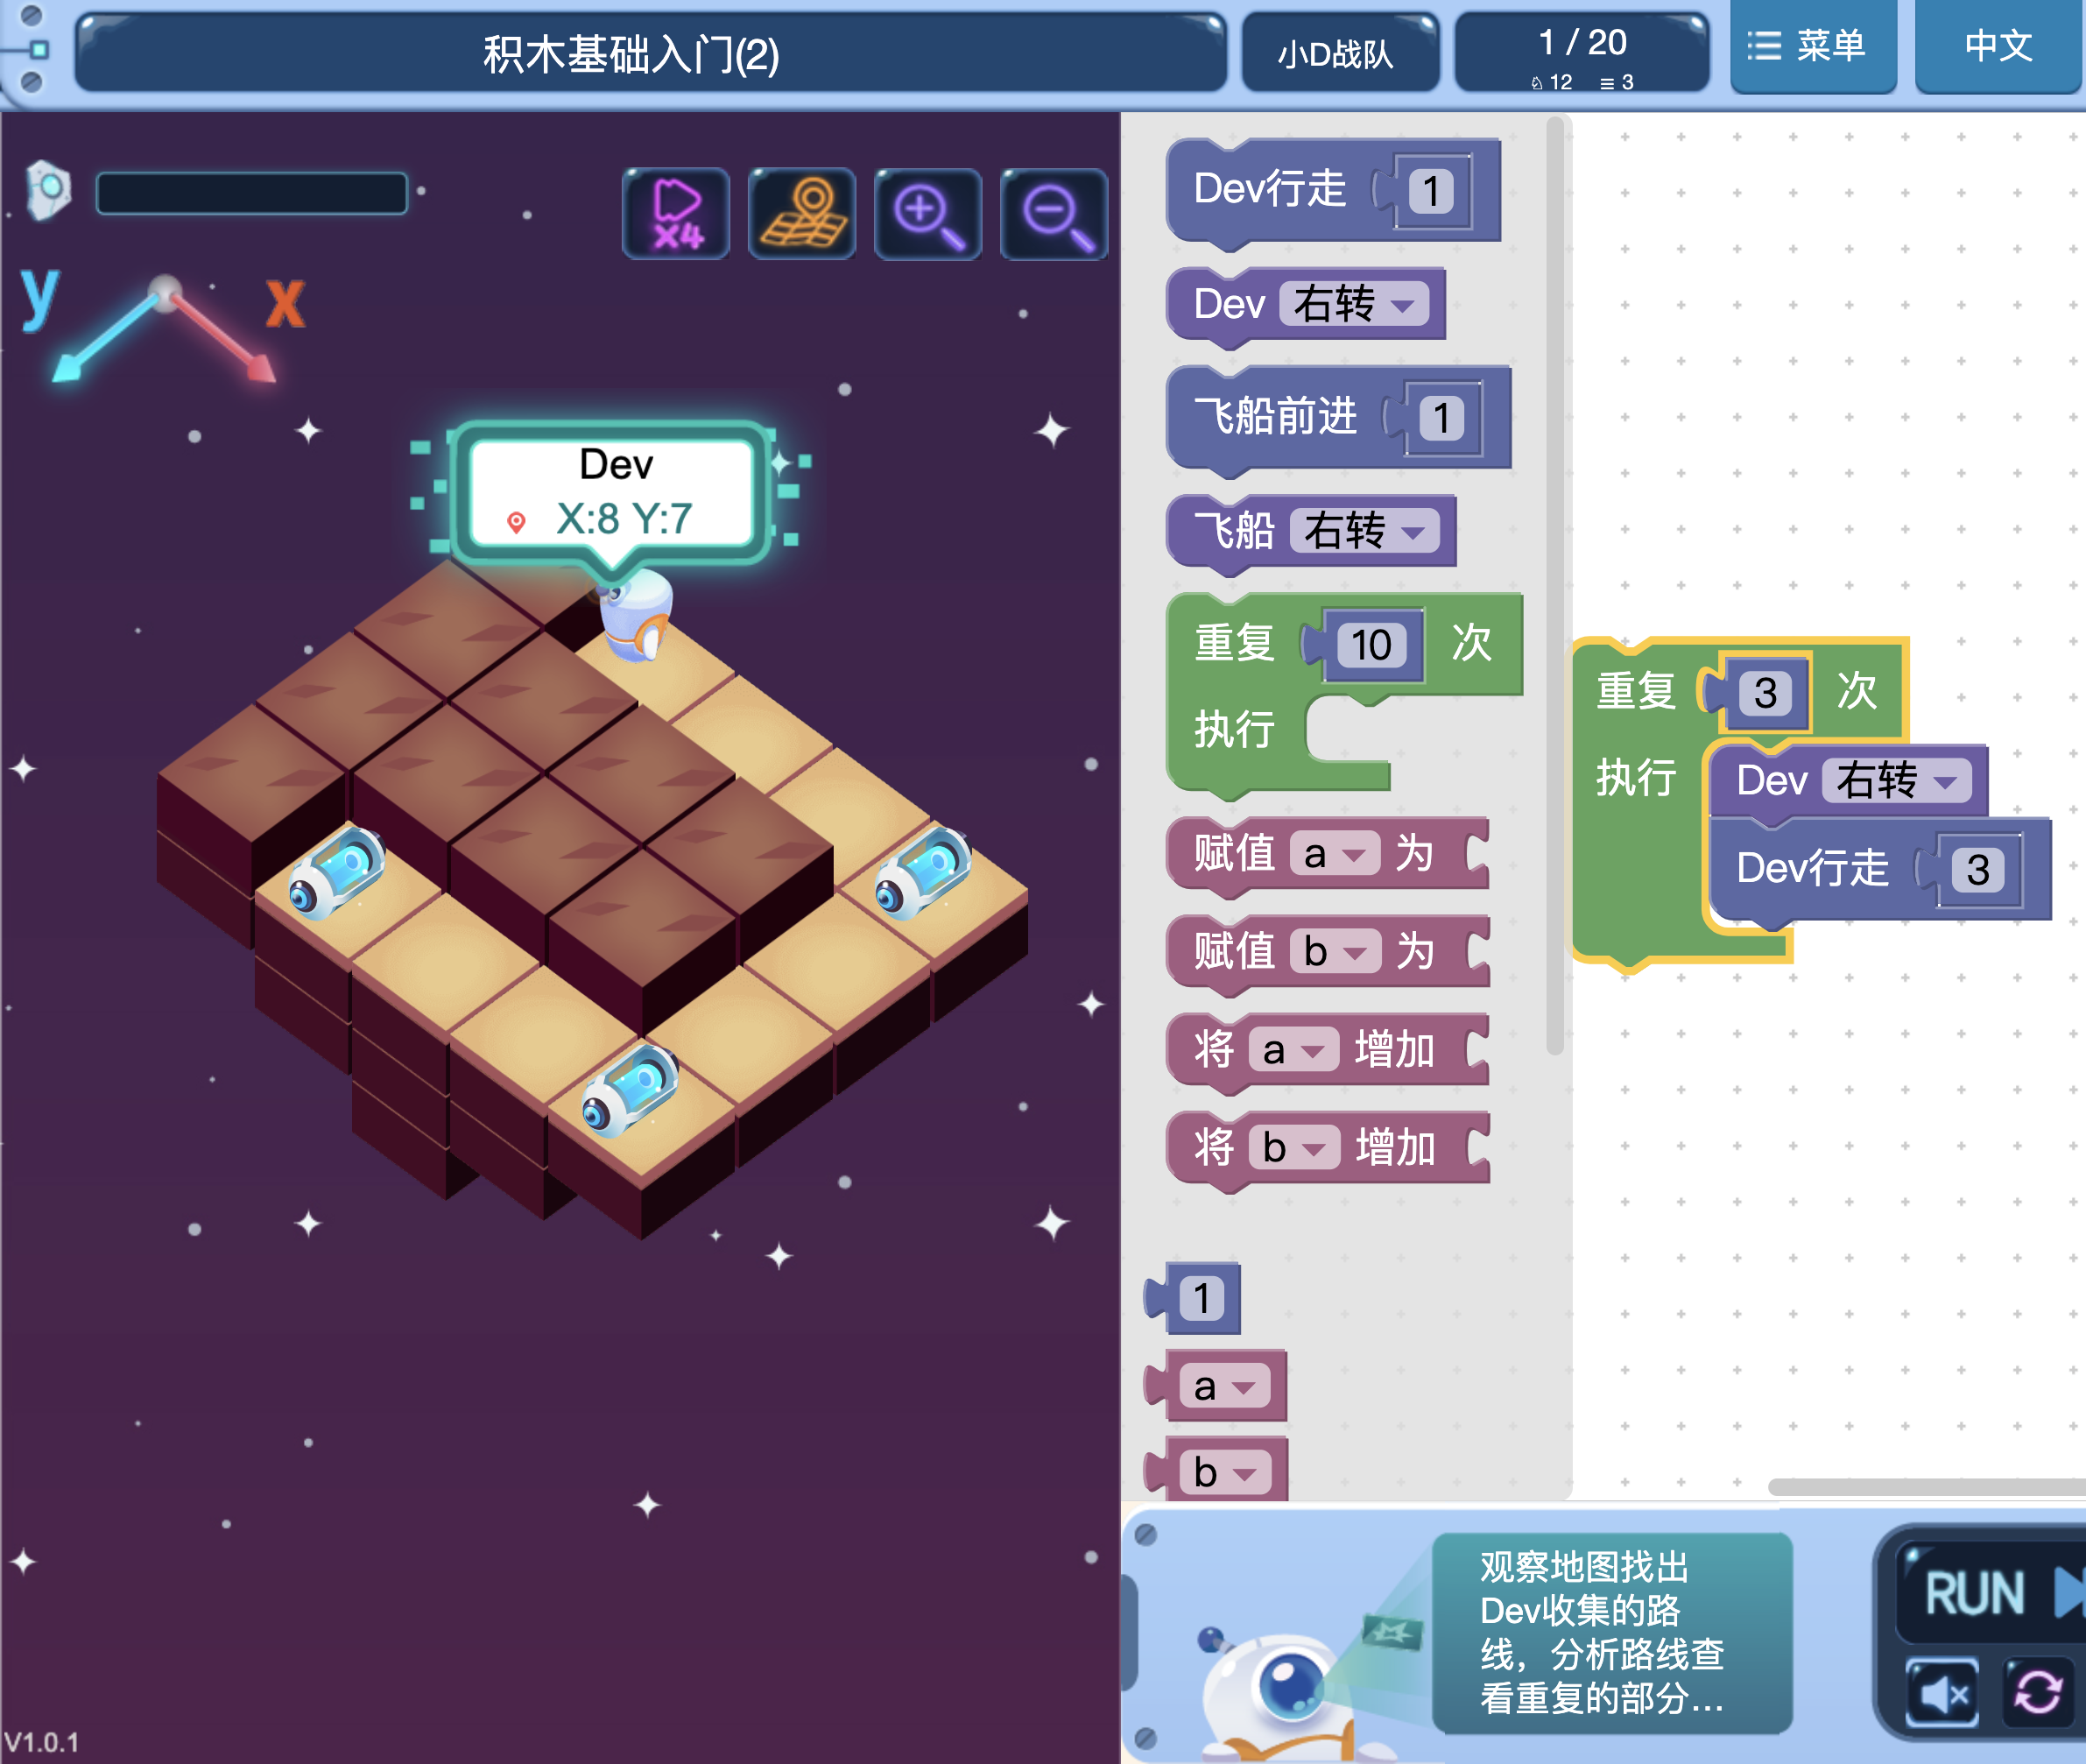 积木基础入门(2)
小D战队
1 / 20
12
3
菜单
中文
x4
y
x
Dev
X:8 Y:7
Dev行走 1
Dev 右转
飞船前进 1
飞船 右转
重复 10 次
执行
赋值 a 为
赋值 b 为
将 a 增加
将 b 增加
1
a
b
重复 3 次
执行
Dev 右转
Dev行走 3
观察地图找出
Dev收集的路
线，分析路线查
看重复的部分...
RUN
V1.0.1